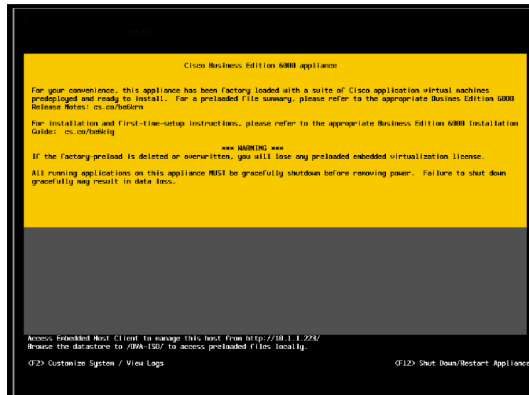 Cisco Business Edition 6000 appliance
For your convenience, this appliance has been factory loaded with a suite of Cisco application virtual machines
predeployed and ready to install. For a preloaded file summary, please refer to the appropriate Busines Edition 6000
Release Notes: cs.co/be6krn
For installation and first-time-setup instructions, please refer to the appropriate Business Edition 6000 Installation
Guide: cs.co/be6kig
*** WARNING ***
If the factory-preload is deleted or overwritten, you will lose any preloaded embedded virtualization license.
All running applications on this appliance MUST be gracefully shutdown before removing power. Failure to shut down
gracefully may result in data loss.
Access Embedded Host Client to manage this host from http://10.1.1.223/
Browse the datastore to /OVA-ISO/ to access preloaded files locally.
<F2> Customize System / View Logs
<F12> Shut Down/Restart Appliance